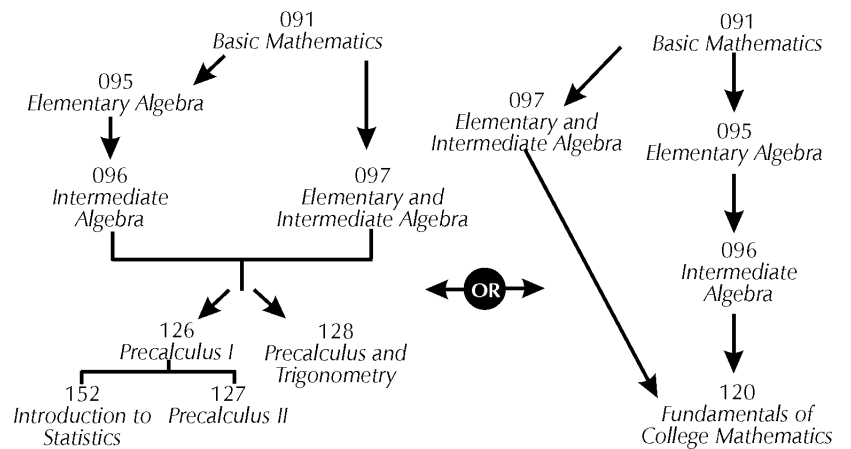 091
Basic Mathematics
095
Elementary Algebra
096
Intermediate
Algebra
097
Elementary and
Intermediate Algebra
126
Precalculus I
128
Precalculus and
Trigonometry
152
Introduction to
Statistics
127
Precalculus II
OR
091
Basic Mathematics
097
Elementary and
Intermediate Algebra
095
Elementary Algebra
096
Intermediate
Algebra
120
Fundamentals of
College Mathematics